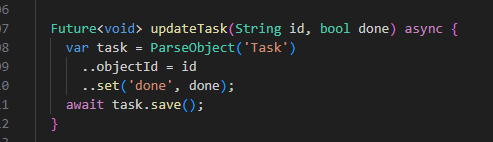 06
07 Future<void> updateTask(String id, bool done) async {
08 var task = ParseObject('Task')
09 ..objectId = id
10 ..set('done', done);
11 await task.save();
12 }